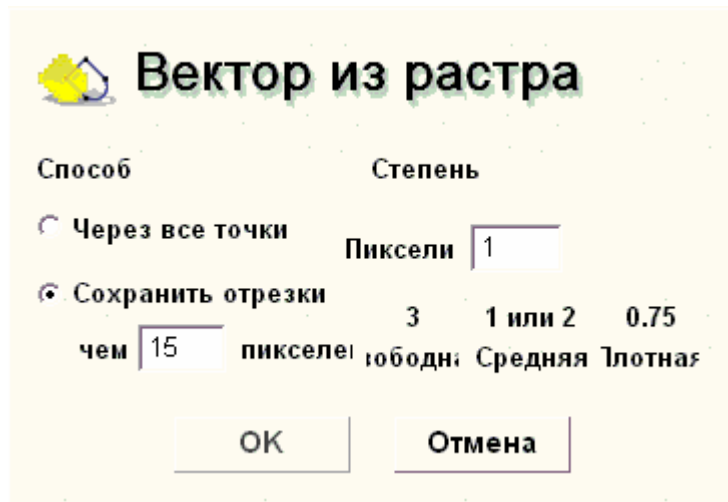 Вектор из растра
Способ
Степень
Через все точки
Пиксели 1
Сохранить отрезки
чем 15
3 1 или 2 0.75
Средняя
OK Отмена